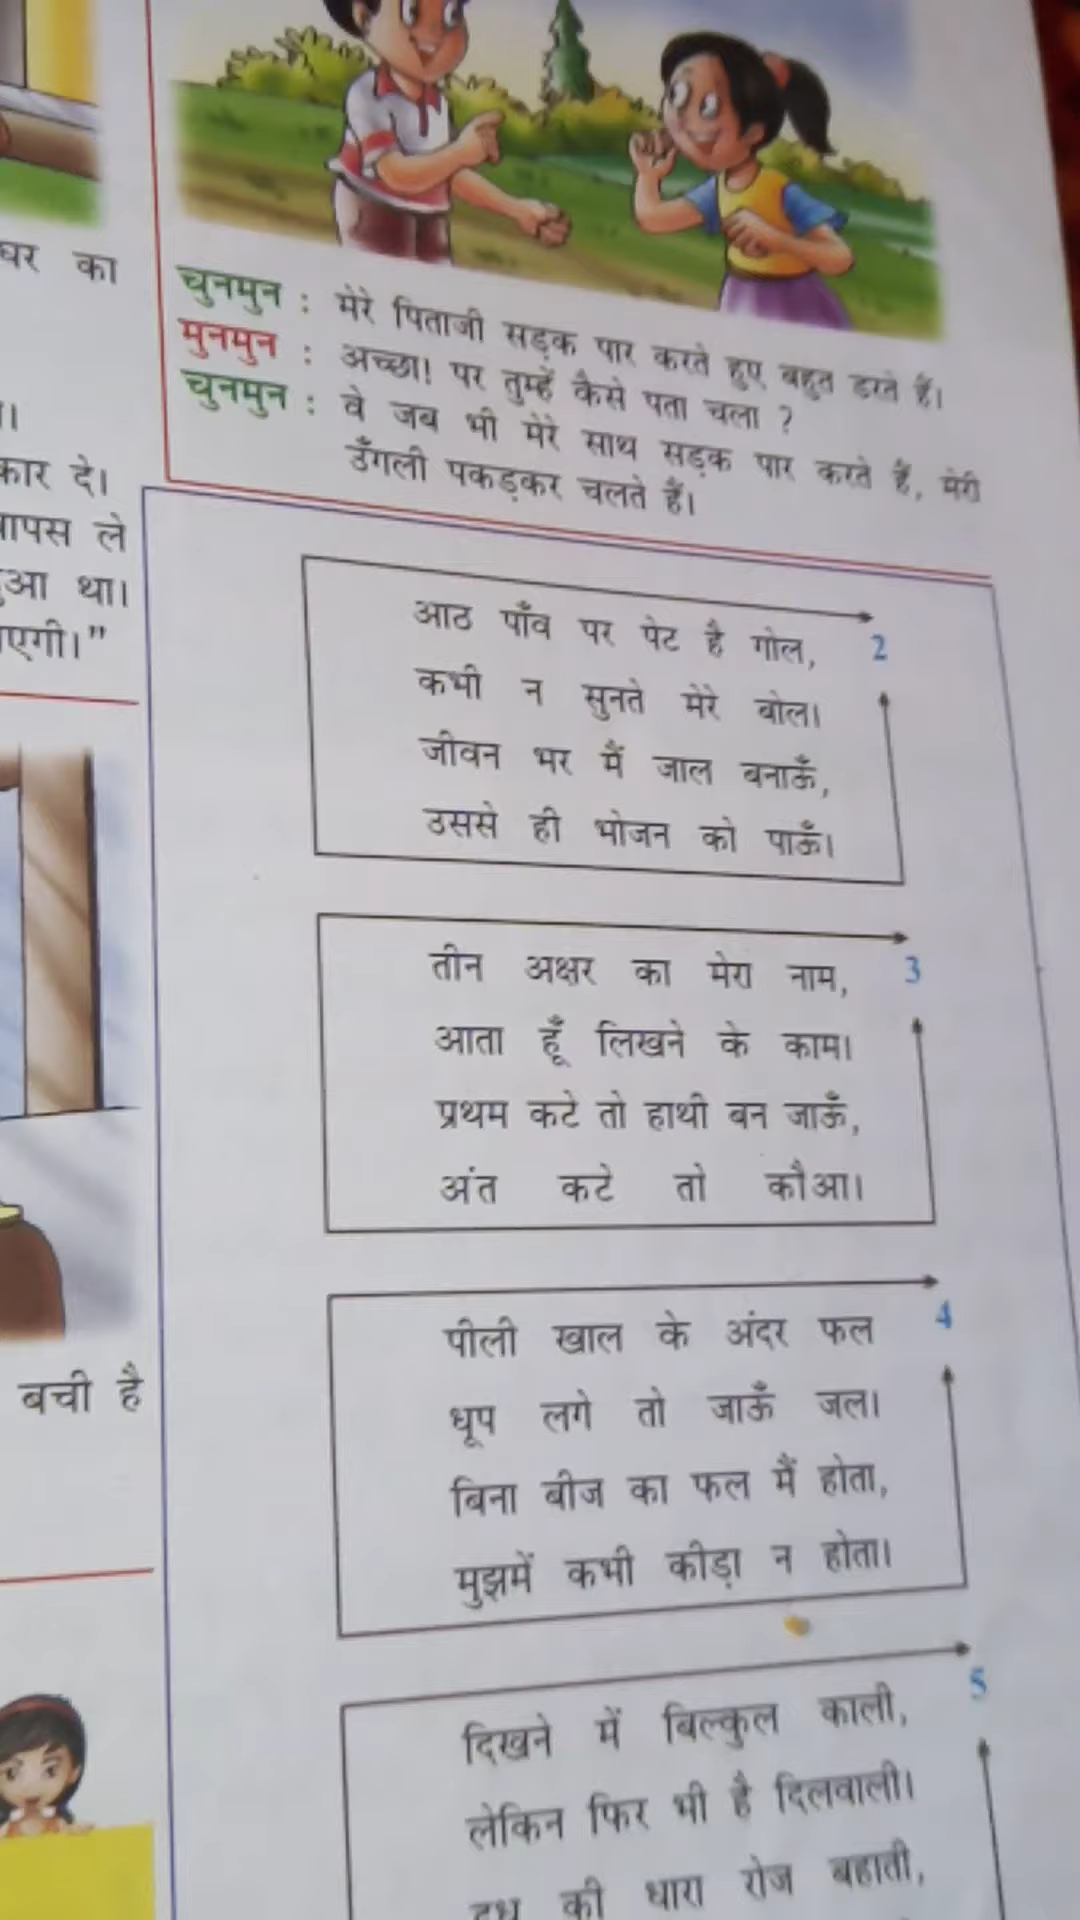 घर का
कार दे।
वापस ले
हुआ था।
बची है
चुनमुन : मेरे पिताजी सड़क पार करते हुए बहुत डरते हैं।
मुनमुन : अच्छा! पर तुम्हें कैसे पता चला ?
चुनमुन : वे जब भी मेरे साथ सड़क पार करते हैं, मेरी
उँगली पकड़कर चलते हैं।
2
आठ पाँव पर पेट है गोल,
कभी न सुनते मेरे बोल।
जीवन भर मैं जाल बनाऊँ,
उससे ही भोजन को पाऊँ।
3
तीन अक्षर का मेरा नाम,
आता हूँ लिखने के काम।
प्रथम कटे तो हाथी बन जाऊँ,
अंत कटे तो कौआ।
4
पीली खाल के अंदर फल
धूप लगे तो जाऊँ जल।
बिना बीज का फल मैं होता,
मुझमें कभी कीड़ा न होता।
5
दिखने में बिल्कुल काली,
लेकिन फिर भी है दिलवाली।
दूध की धारा रोज बहाती,